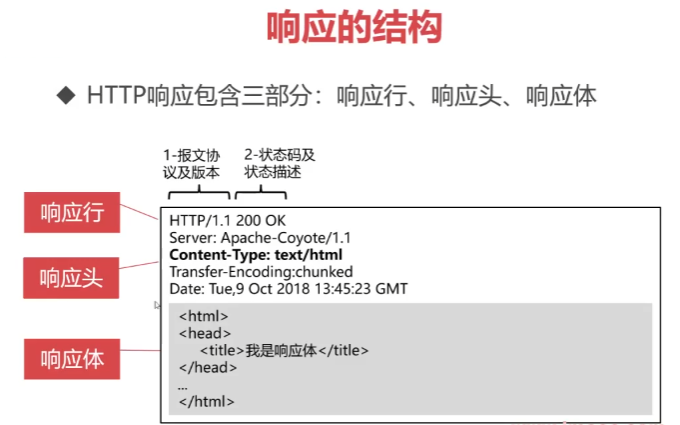 响应的结构
◆ HTTP响应包含三部分：响应行、响应头、响应体
1-报文协
议及版本
2-状态码及
状态描述
响应行
HTTP/1.1 200 OK
Server: Apache-Coyote/1.1
响应头
Content-Type: text/html
Transfer-Encoding:chunked
Date: Tue,9 Oct 2018 13:45:23 GMT
<html>
<head>
<title>我是响应体</title>
响应体
</head>
...
</html>